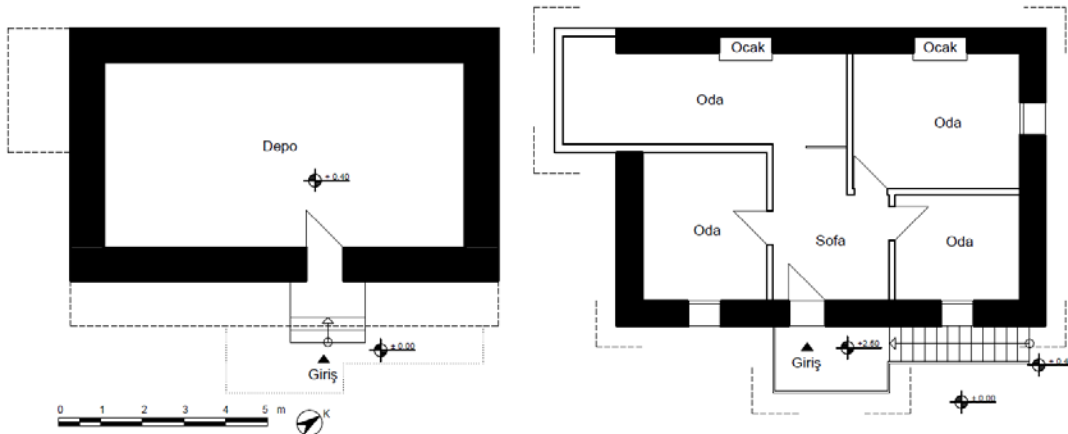 Depo
+ 0.40
± 0.00
Giriş
0 1 2 3 4 5 m
K
Ocak
Ocak
Oda
Oda
Oda
Sofa
Oda
+2.60
Giriş
± 0.00